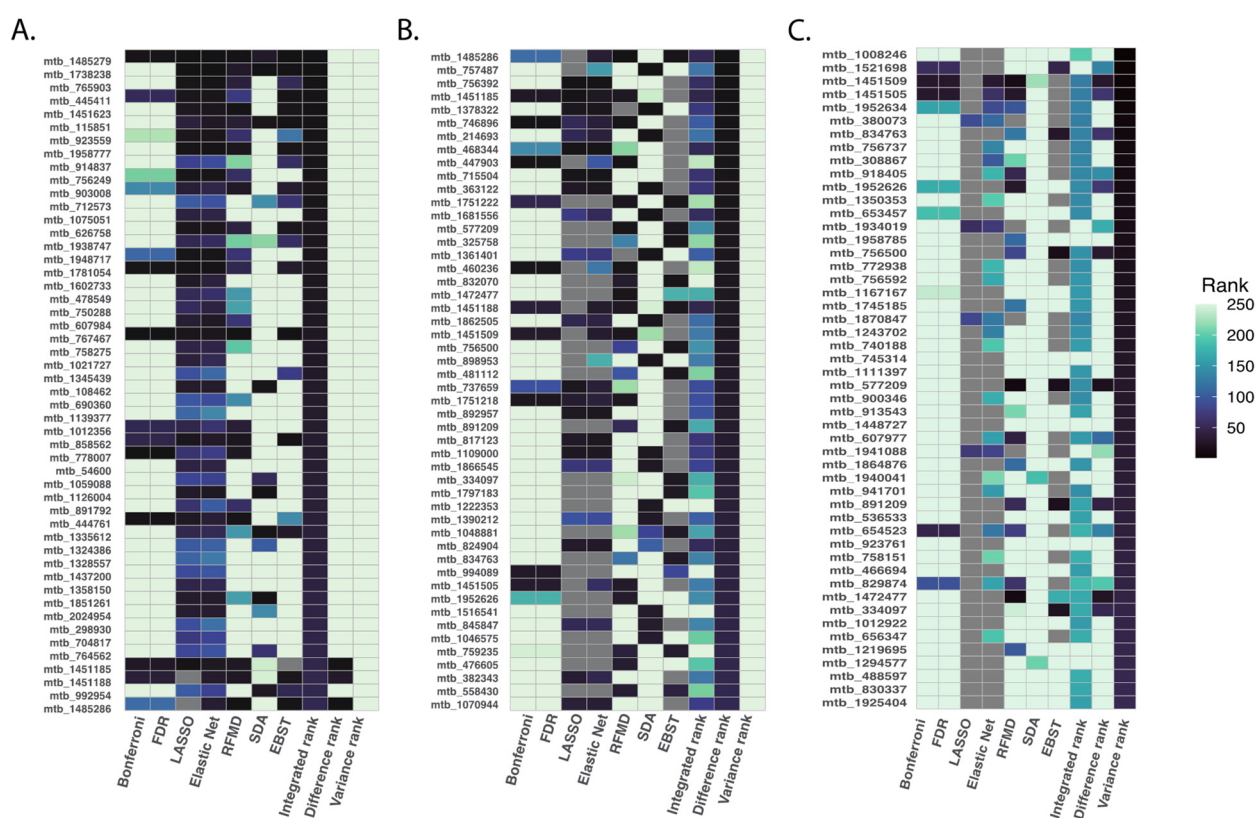 A.
mtb_1485279
mtb_1738238
mtb_765903
mtb_445411
mtb_1451623
mtb_115851
mtb_923559
mtb_1958777
mtb_914837
mtb_756249
mtb_903008
mtb_712573
mtb_1075051
mtb_626758
mtb_1938747
mtb_1948717
mtb_1781054
mtb_1602733
mtb_478549
mtb_750288
mtb_607984
mtb_767467
mtb_758275
mtb_1021727
mtb_1345439
mtb_108462
mtb_690360
mtb_1139377
mtb_1012356
mtb_858562
mtb_778007
mtb_54600
mtb_1059088
mtb_1126004
mtb_891792
mtb_444761
mtb_1335612
mtb_1324386
mtb_1328557
mtb_1437200
mtb_1358150
mtb_1851261
mtb_2024954
mtb_298930
mtb_704817
mtb_764562
mtb_1451185
mtb_1451188
mtb_992954
mtb_1485286
Bonferroni
FDR
LASSO
Elastic Net
RFMD
SDA
EBST
Integrated rank
Difference rank
Variance rank
B.
mtb_1485286
mtb_757487
mtb_756392
mtb_1451185
mtb_1378322
mtb_746896
mtb_214693
mtb_468344
mtb_447903
mtb_715504
mtb_363122
mtb_1751222
mtb_1681556
mtb_577209
mtb_325758
mtb_1361401
mtb_460236
mtb_832070
mtb_1472477
mtb_1451188
mtb_1862505
mtb_1451509
mtb_756500
mtb_898953
mtb_481112
mtb_737659
mtb_1751218
mtb_892957
mtb_891209
mtb_817123
mtb_1109000
mtb_1866545
mtb_334097
mtb_1797183
mtb_1222353
mtb_1390212
mtb_1048881
mtb_824904
mtb_834763
mtb_994089
mtb_1451505
mtb_1952626
mtb_1516541
mtb_845847
mtb_1046575
mtb_759235
mtb_476605
mtb_382343
mtb_558430
mtb_1070944
Bonferroni
FDR
LASSO
Elastic Net
RFMD
SDA
EBST
Integrated rank
Difference rank
Variance rank
C.
mtb_1008246
mtb_1521698
mtb_1451509
mtb_1451505
mtb_1952634
mtb_380073
mtb_834763
mtb_756737
mtb_308867
mtb_918405
mtb_1952626
mtb_1350353
mtb_653457
mtb_1934019
mtb_1958785
mtb_756500
mtb_772938
mtb_756592
mtb_1167167
mtb_1745185
mtb_1870847
mtb_1243702
mtb_740188
mtb_745314
mtb_1111397
mtb_577209
mtb_900346
mtb_913543
mtb_1448727
mtb_607977
mtb_1941088
mtb_1864876
mtb_1940041
mtb_941701
mtb_891209
mtb_536533
mtb_654523
mtb_923761
mtb_758151
mtb_466694
mtb_829874
mtb_1472477
mtb_334097
mtb_1012922
mtb_656347
mtb_1219695
mtb_1294577
mtb_488597
mtb_830337
mtb_1925404
Bonferroni
FDR
LASSO
Elastic Net
RFMD
SDA
EBST
Integrated rank
Difference rank
Variance rank
Rank
250
200
150
100
50